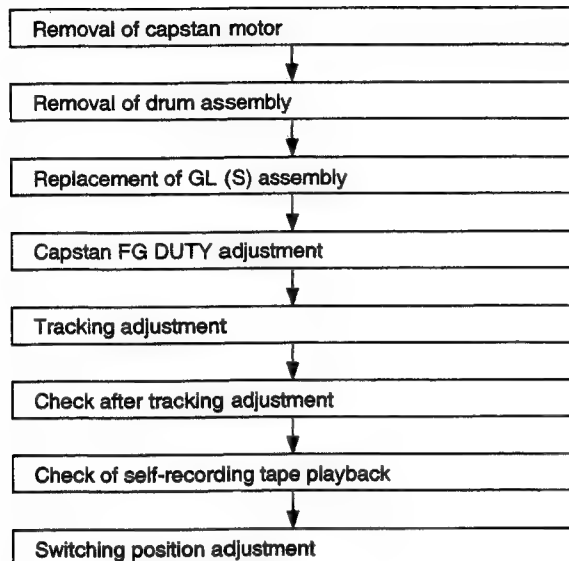 Removal of capstan motor
Removal of drum assembly
Replacement of GL (S) assembly
Capstan FG DUTY adjustment
Tracking adjustment
Check after tracking adjustment
Check of self-recording tape playback
Switching position adjustment